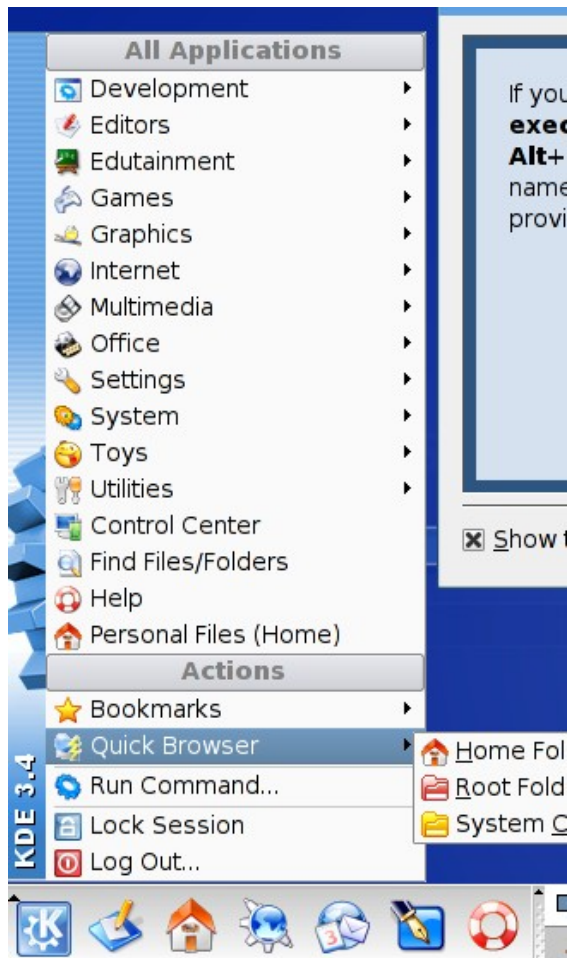 All Applications
Development
Editors
Edutainment
Games
Graphics
Internet
Multimedia
Office
Settings
System
Toys
Utilities
Control Center
Find Files/Folders
Help
Personal Files (Home)
Actions
Bookmarks
Quick Browser
Run Command...
Lock Session
Log Out...
KDE 3.4
Home Fol
Root Fold
System C
If you
exec
Alt+
name
provi
Show t
3